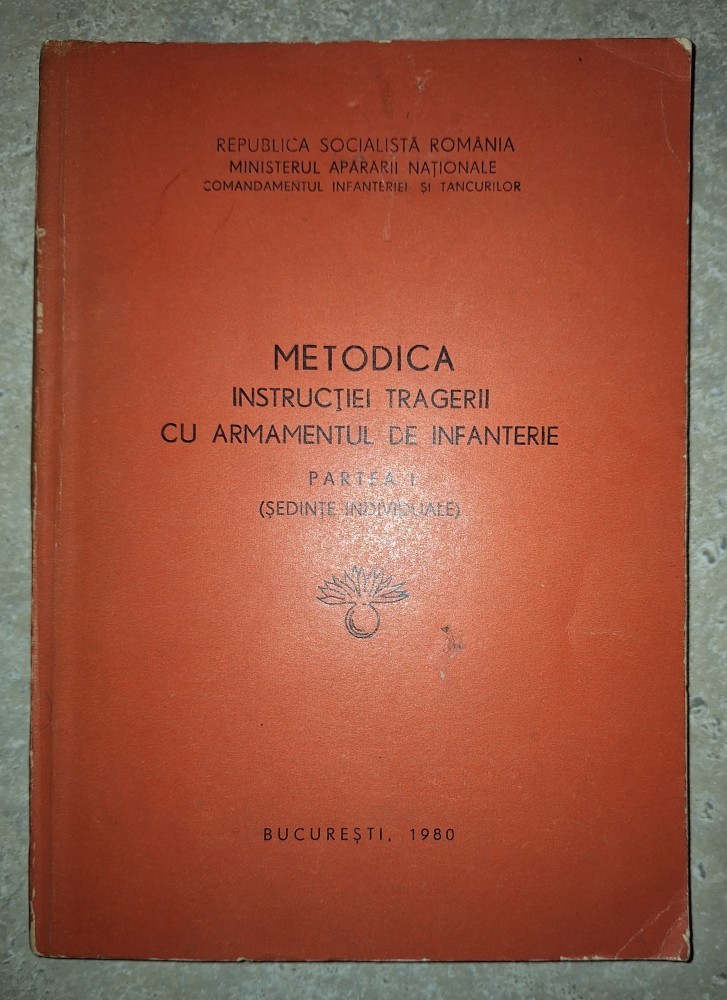 REPUBLICA SOCIALISTĂ ROMÂNIA
MINISTERUL APĂRĂRII NAȚIONALE
COMANDAMENTUL INFANTERIEI ȘI TANCURILOR
METODICA
INSTRUCȚIEI TRAGERII
CU ARMAMENTUL DE INFANTERIE
PARTEA I
(ȘEDINȚE INDIVIDUALE)
BUCUREȘTI, 1980